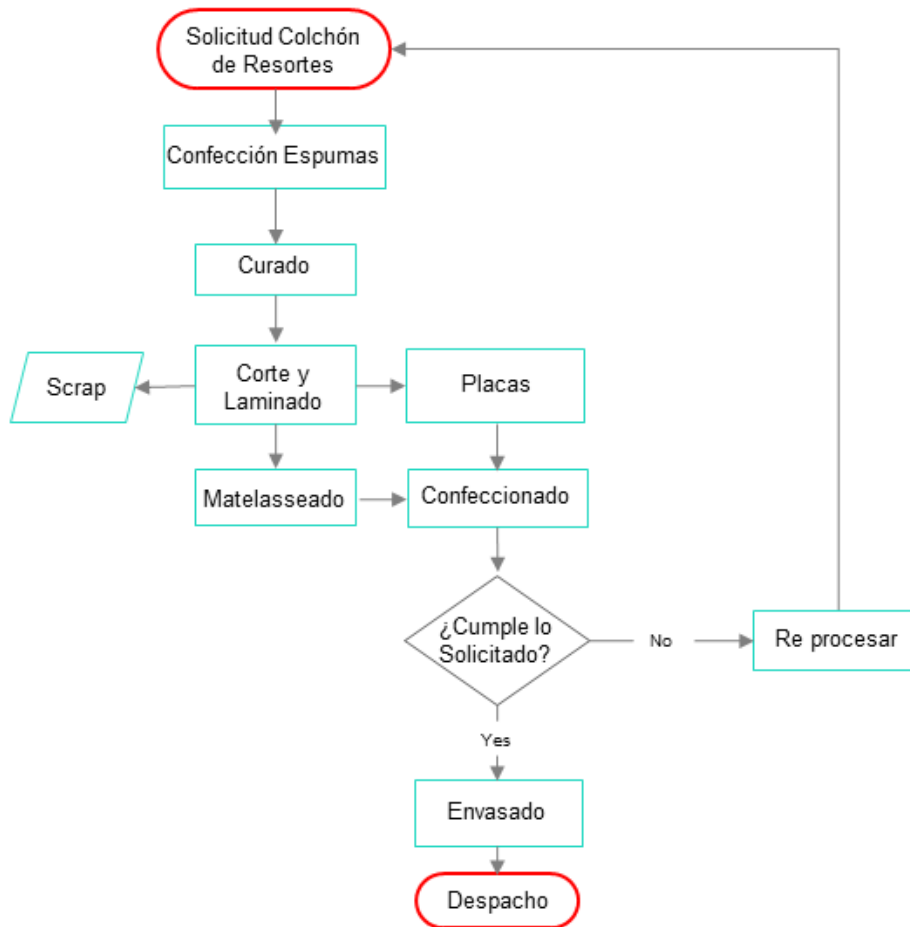 Solicitud Colchón
de Resortes
Confección Espumas
Curado
Scrap
Corte y
Laminado
Placas
Matelasseado
Confeccionado
¿Cumple lo
Solicitado?
No
Re procesar
Yes
Envasado
Despacho